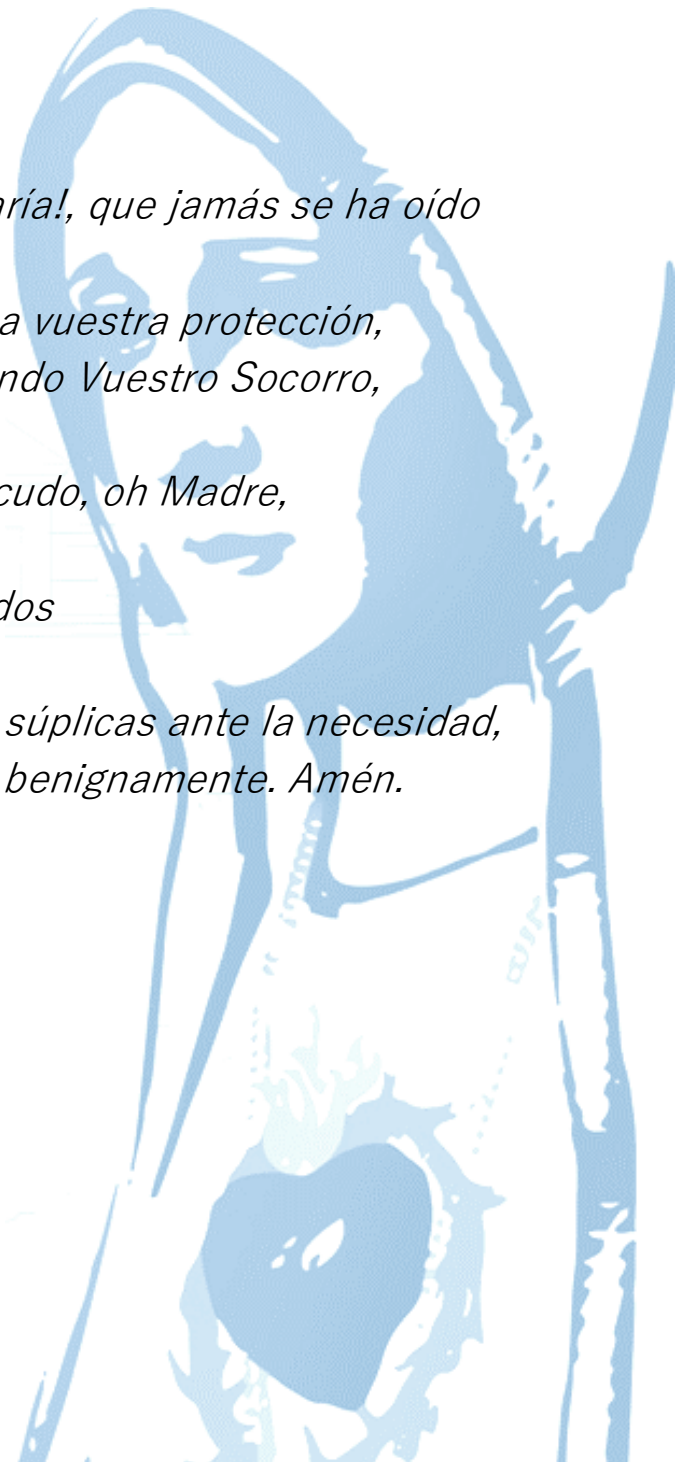 ría!, que jamás se ha oído
a vuestra protección,
ndo Vuestro Socorro,
cudo, oh Madre,
dos
súplicas ante la necesidad,
benignamente. Amén.